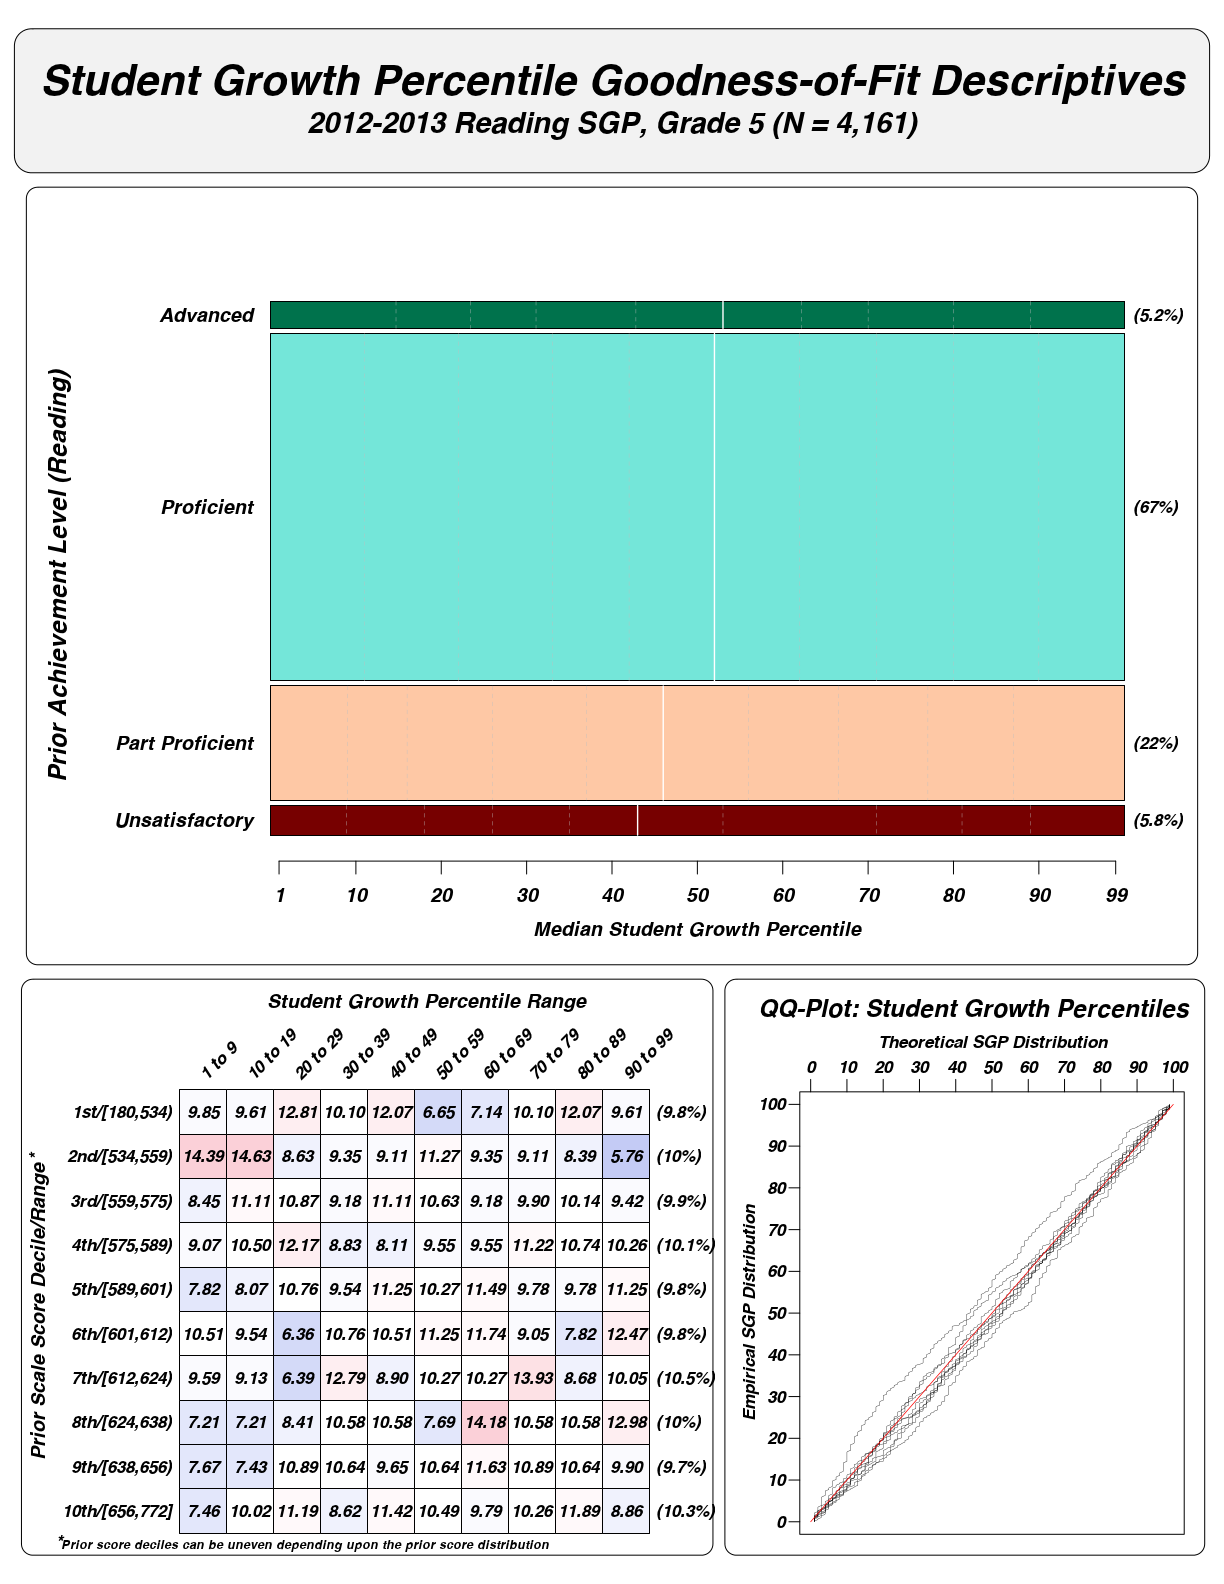 Student Growth Percentile Goodness-of-Fit Descriptives
2012-2013 Reading SGP, Grade 5 (N = 4,161)
Prior Achievement Level (Reading)
Advanced (5.2%)
Proficient (67%)
Part Proficient (22%)
Unsatisfactory (5.8%)
1 10 20 30 40 50 60 70 80 90 99
Median Student Growth Percentile
Student Growth Percentile Range
1 to 9 10 to 19 20 to 29 30 to 39 40 to 49 50 to 59 60 to 69 70 to 79 80 to 89 90 to 99
Prior Scale Score Decile/Range*
1st/[180,534) 9.85 9.61 12.81 10.10 12.07 6.65 7.14 10.10 12.07 9.61 (9.8%)
2nd/[534,559) 14.39 14.63 8.63 9.35 9.11 11.27 9.35 9.11 8.39 5.76 (10%)
3rd/[559,575) 8.45 11.11 10.87 9.18 11.11 10.63 9.18 9.90 10.14 9.42 (9.9%)
4th/[575,589) 9.07 10.50 12.17 8.83 8.11 9.55 9.55 11.22 10.74 10.26 (10.1%)
5th/[589,601) 7.82 8.07 10.76 9.54 11.25 10.27 11.49 9.78 9.78 11.25 (9.8%)
6th/[601,612) 10.51 9.54 6.36 10.76 10.51 11.25 11.74 9.05 7.82 12.47 (9.8%)
7th/[612,624) 9.59 9.13 6.39 12.79 8.90 10.27 10.27 13.93 8.68 10.05 (10.5%)
8th/[624,638) 7.21 7.21 8.41 10.58 10.58 7.69 14.18 10.58 10.58 12.98 (10%)
9th/[638,656) 7.67 7.43 10.89 10.64 9.65 10.64 11.63 10.89 10.64 9.90 (9.7%)
10th/[656,772] 7.46 10.02 11.19 8.62 11.42 10.49 9.79 10.26 11.89 8.86 (10.3%)
*Prior score deciles can be uneven depending upon the prior score distribution
QQ-Plot: Student Growth Percentiles
Theoretical SGP Distribution
0 10 20 30 40 50 60 70 80 90 100
Empirical SGP Distribution
100
90
80
70
60
50
40
30
20
10
0